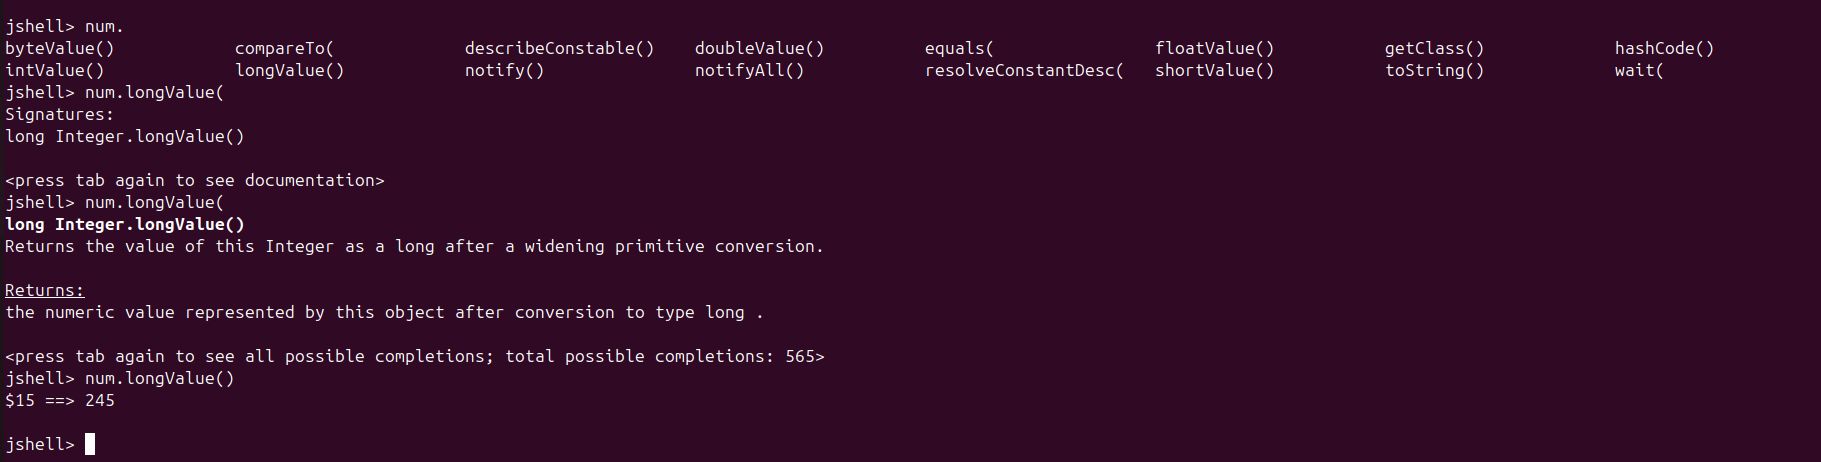 jshell> num.
byteValue()            compareTo(             describeConstable()    doubleValue()          equals(                floatValue()           getClass()             hashCode()
intValue()             longValue()            notify()               notifyAll()            resolveConstantDesc(   shortValue()           toString()             wait(
jshell> num.longValue(
Signatures:
long Integer.longValue()

<press tab again to see documentation>
jshell> num.longValue(
long Integer.longValue()
Returns the value of this Integer as a long after a widening primitive conversion.

Returns:
the numeric value represented by this object after conversion to type long .

<press tab again to see all possible completions; total possible completions: 565>
jshell> num.longValue()
$15 ==> 245

jshell>